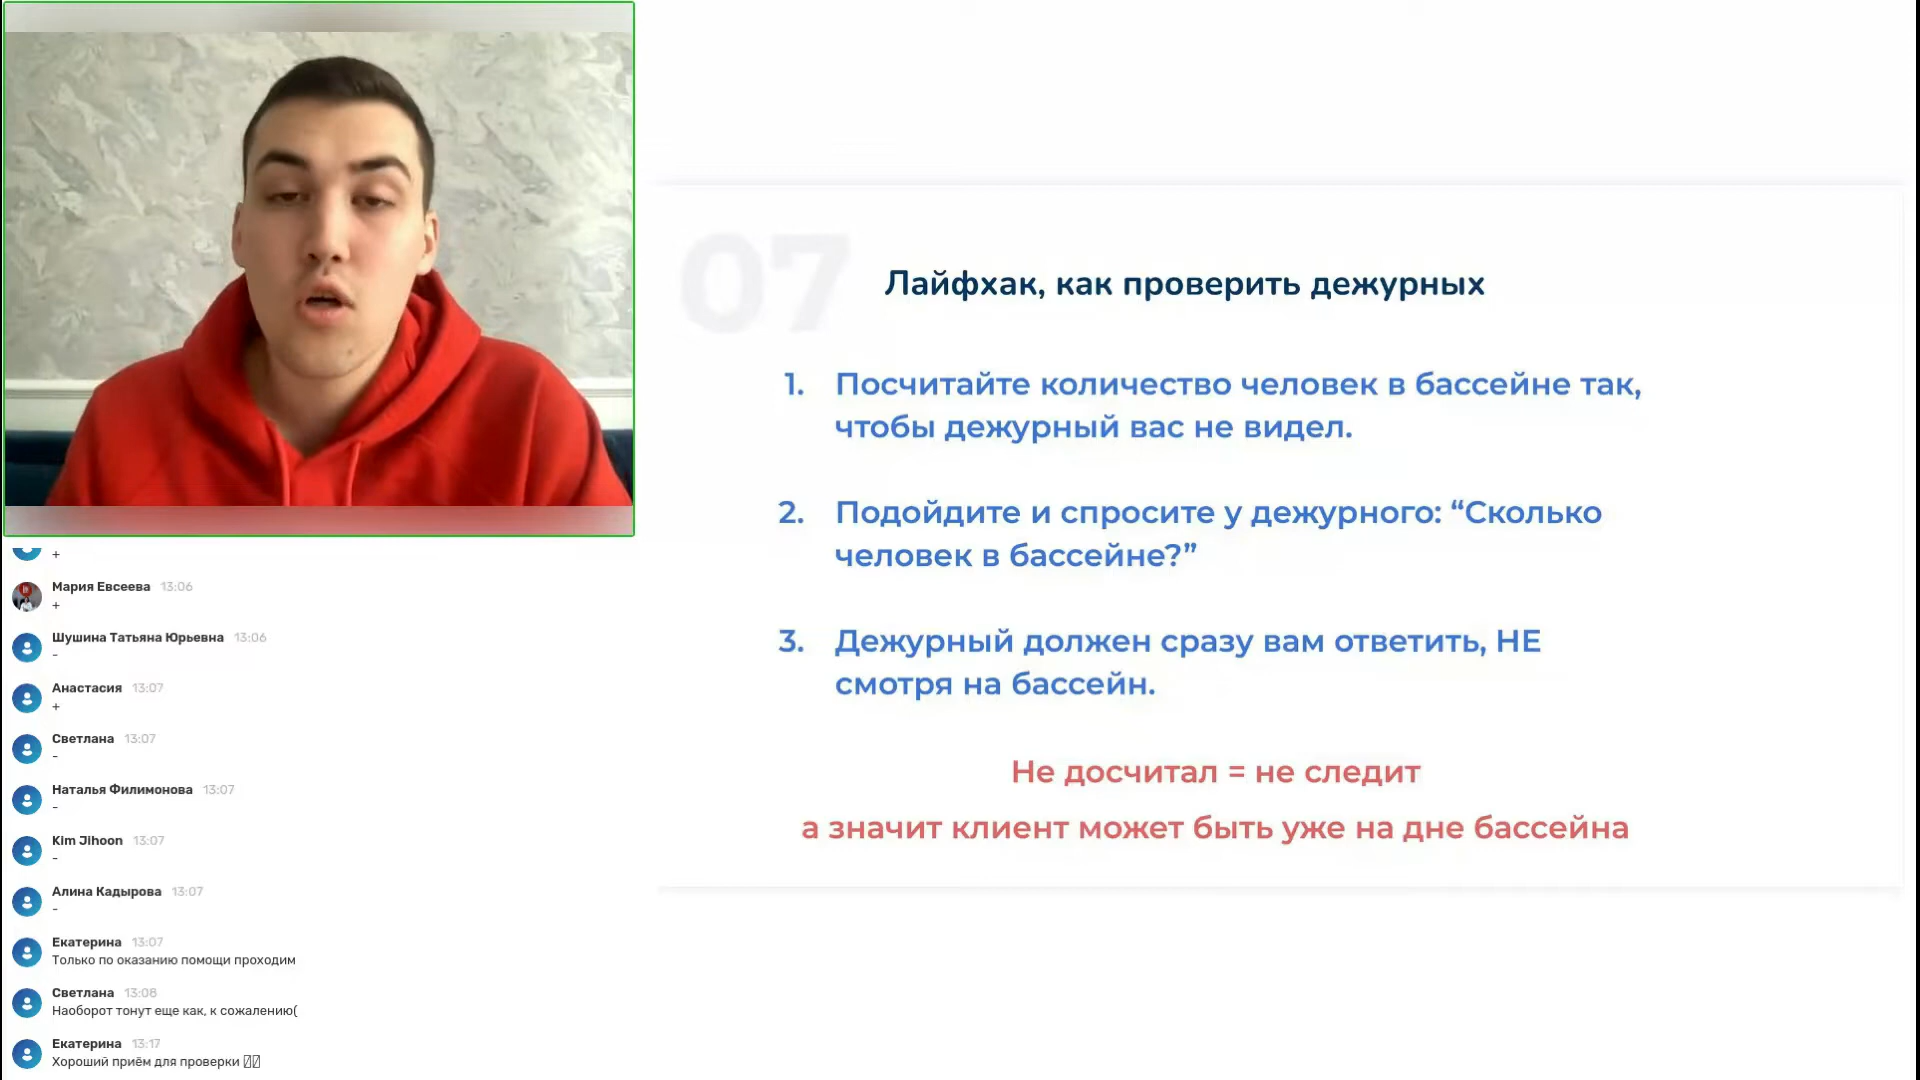 +
Мария Евсеева 13:06
+
Шушина Татьяна Юрьевна 13:06
-
Анастасия 13:07
+
Светлана 13:07
-
Наталья Филимонова 13:07
-
Kim Jihoon 13:07
-
Алина Кадырова 13:07
-
Екатерина 13:07
Только по оказанию помощи проходим
Светлана 13:08
Наоборот тонут еще как, к сожалению(
Екатерина 13:17
Хороший приём для проверки
07
Лайфхак, как проверить дежурных
1. Посчитайте количество человек в бассейне так,
чтобы дежурный вас не видел.
2. Подойдите и спросите у дежурного: “Сколько
человек в бассейне?”
3. Дежурный должен сразу вам ответить, НЕ
смотря на бассейн.
Не досчитал = не следит
а значит клиент может быть уже на дне бассейна